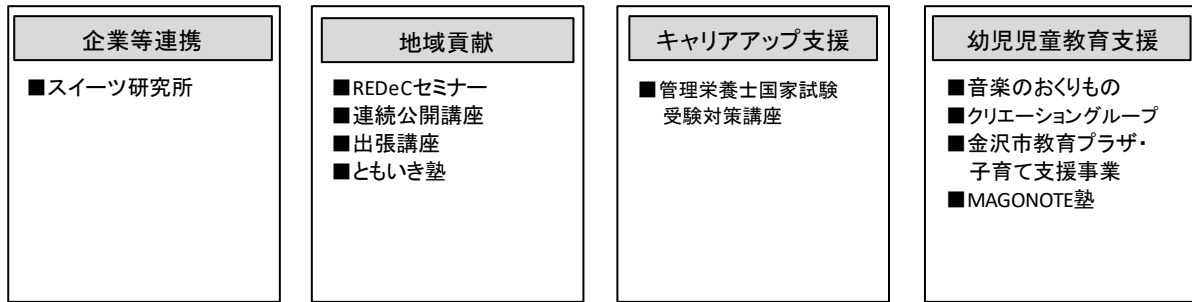 企業等連携
■スイーツ研究所
地域貢献
■REDeCセミナー
■連続公開講座
■出張講座
■ともいき塾
キャリアアップ支援
■管理栄養士国家試験
受験対策講座
幼児児童教育支援
■音楽のおくりもの
■クリエーショングループ
■金沢市教育プラザ・
子育て支援事業
■MAGONOTE塾